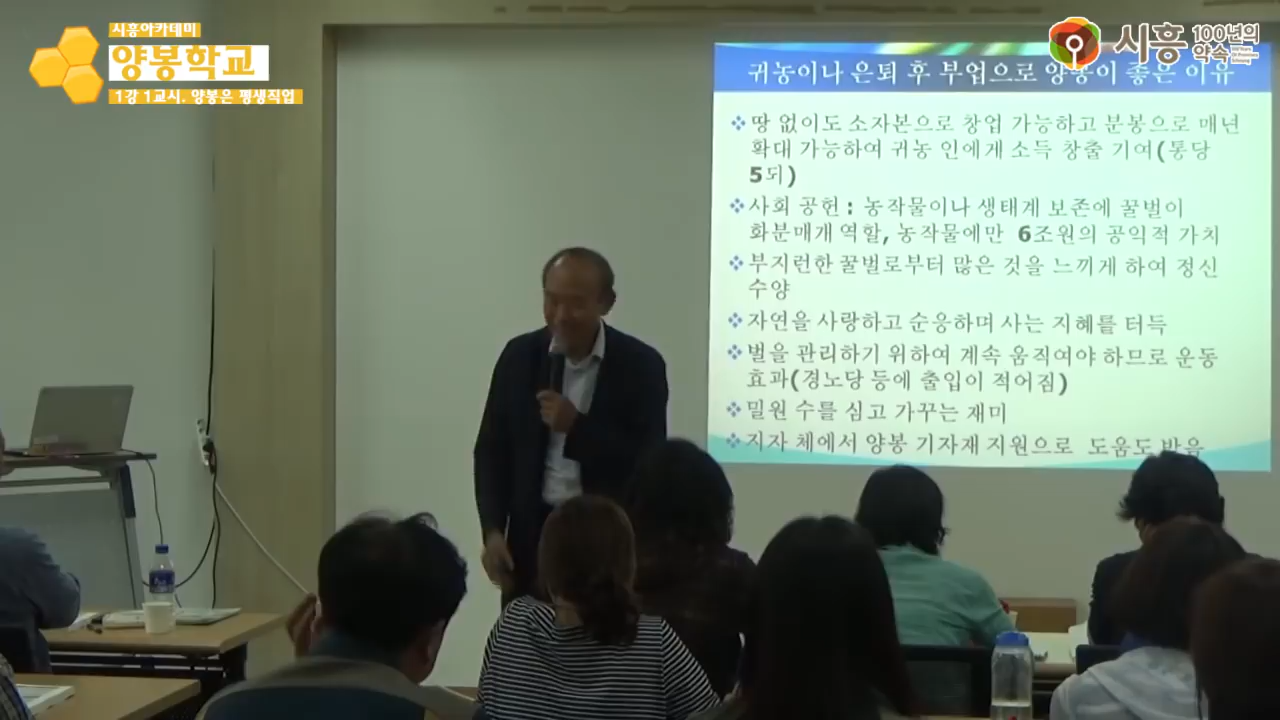 시흥아카데미
양봉학교
1강 1교시. 양봉은 평생직업
시흥 100년의 약속
귀농이나 은퇴 후 부업으로 양봉이 좋은 이유
❖땅 없이도 소자본으로 창업 가능하고 분봉으로 매년
확대 가능하여 귀농 인에게 소득 창출 기여(통당
5되)
❖사회 공헌 : 농작물이나 생태계 보존에 꿀벌이
화분매개 역할, 농작물에만 6조원의 공익적 가치
❖부지런한 꿀벌로부터 많은 것을 느끼게 하여 정신
수양
❖자연을 사랑하고 순응하며 사는 지혜를 터득
❖벌을 관리하기 위하여 계속 움직여야 하므로 운동
효과(경노당 등에 출입이 적어짐)
❖밀원 수를 심고 가꾸는 재미
❖지자 체에서 양봉 기자재 지원으로 도움도 받음